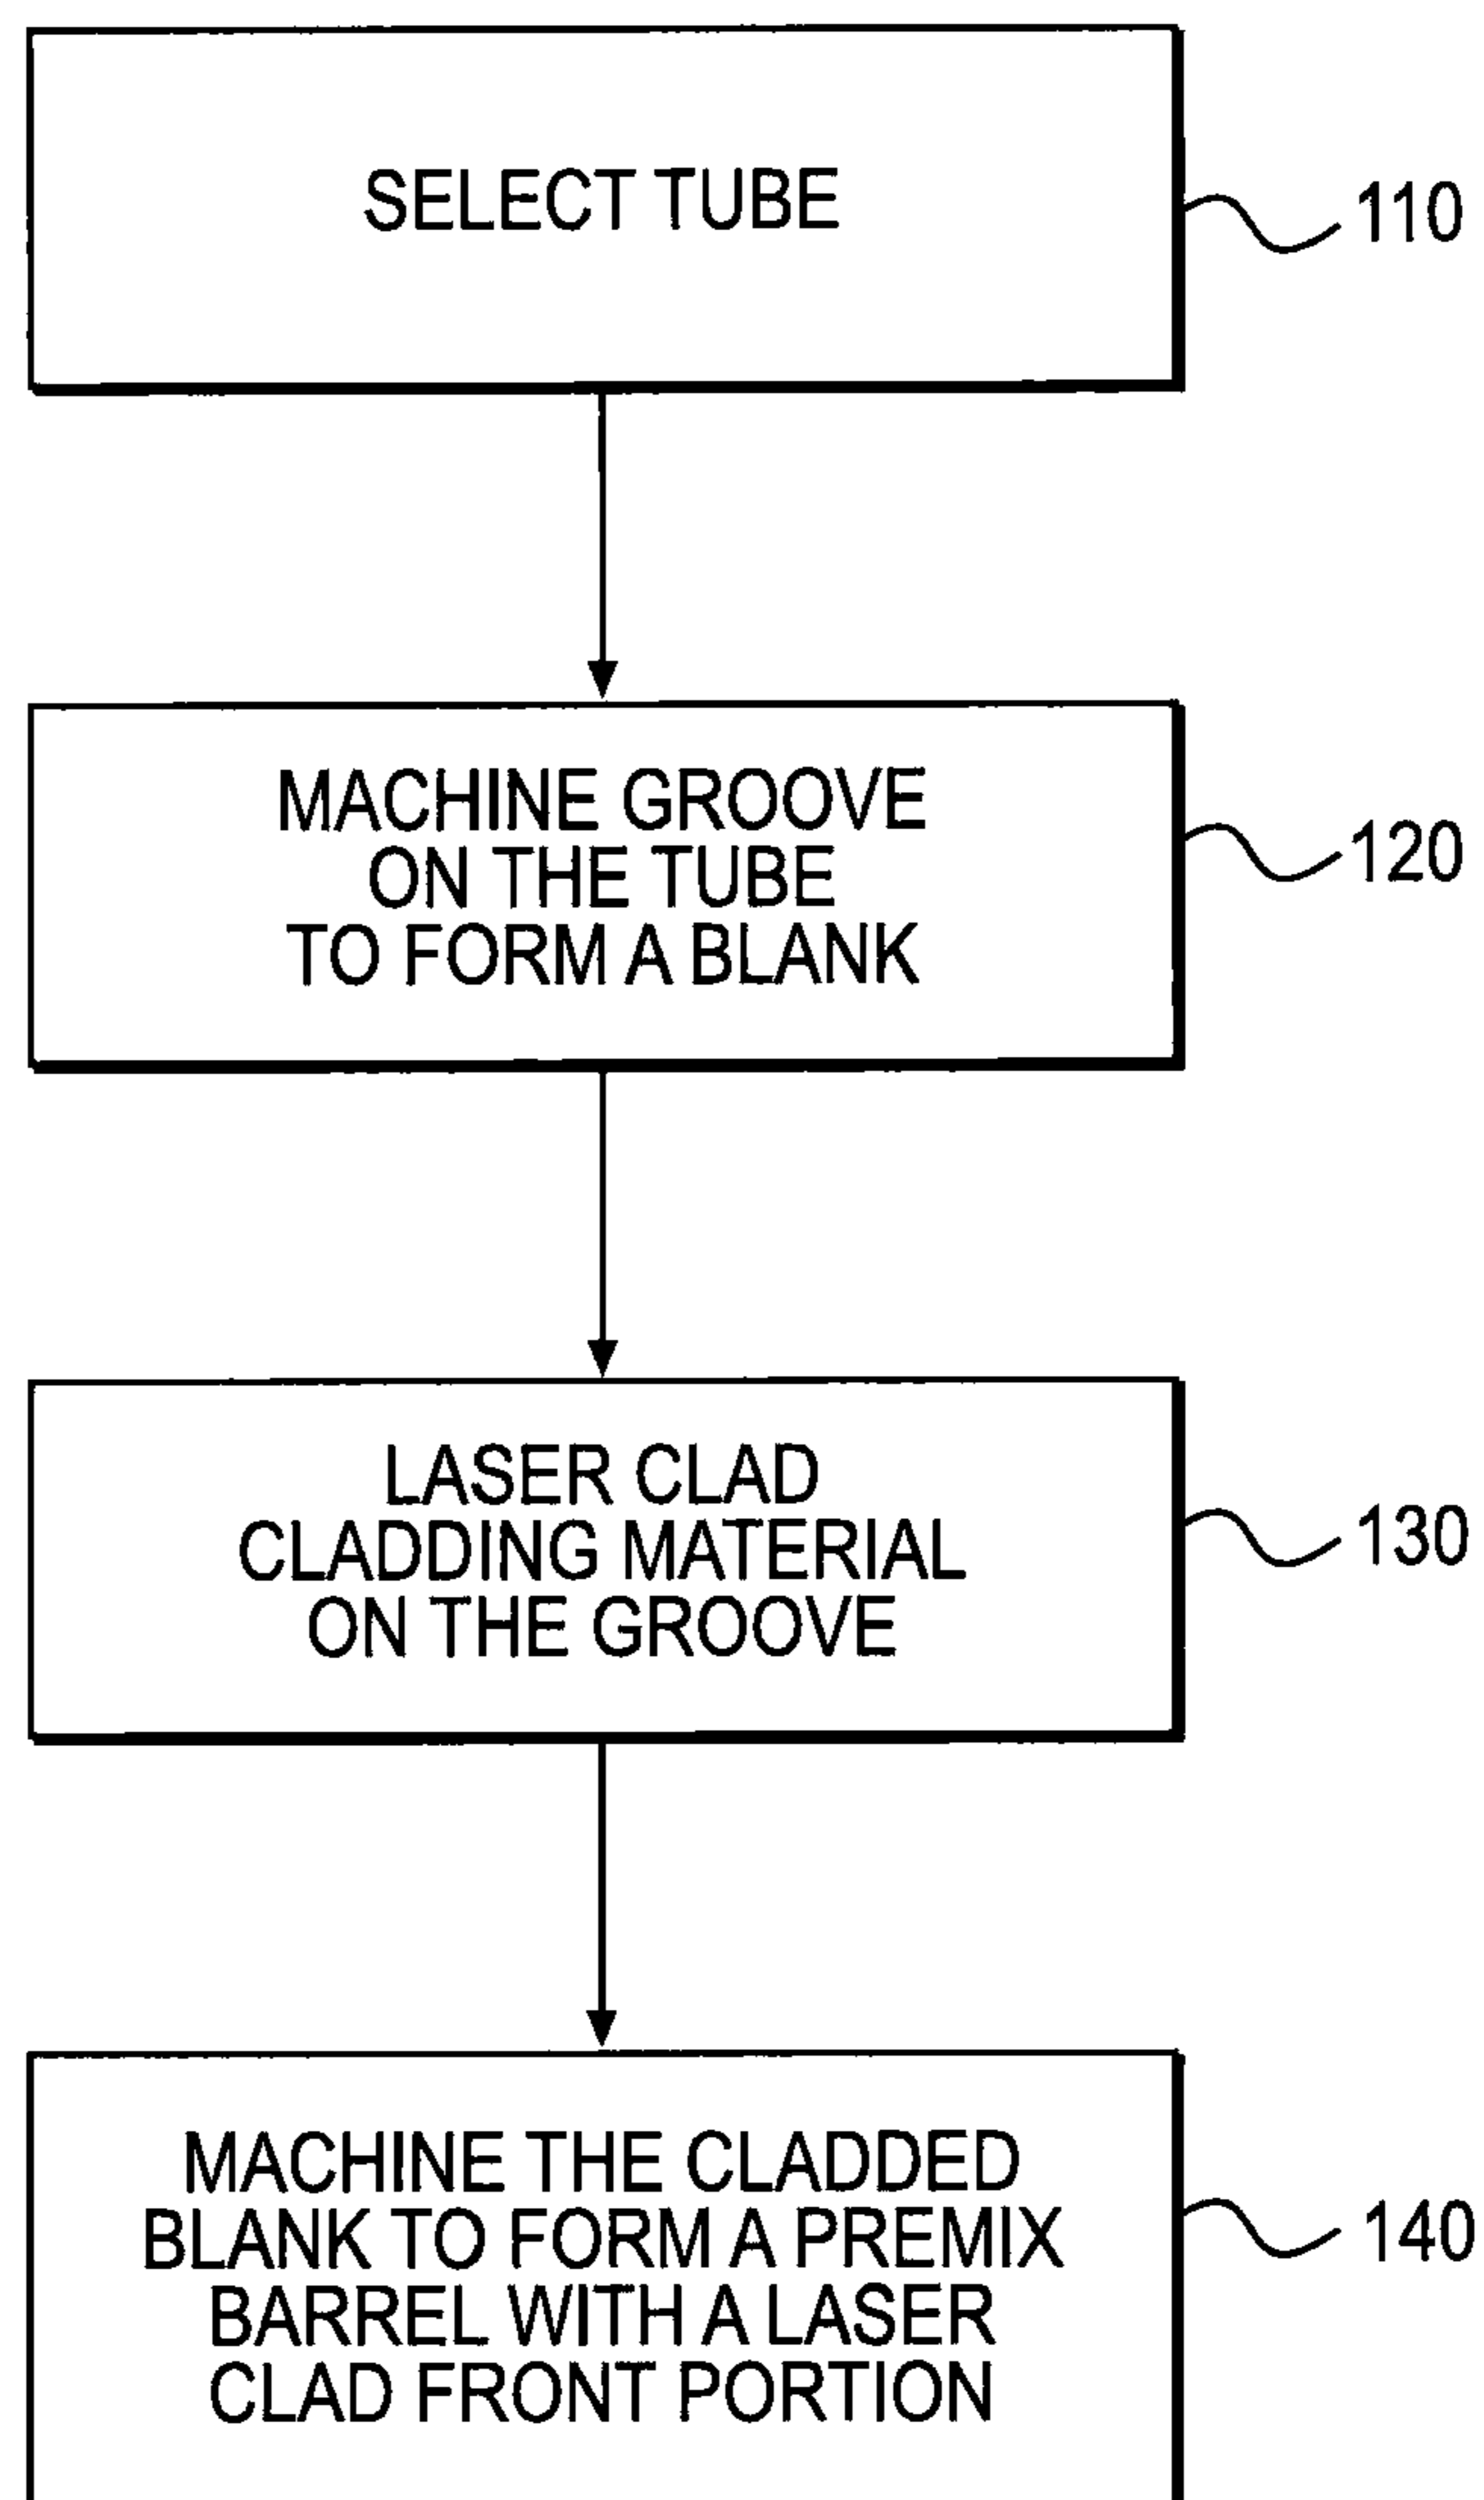 SELECT TUBE
110
MACHINE GROOVE
ON THE TUBE
TO FORM A BLANK
120
LASER CLAD
CLADDING MATERIAL
ON THE GROOVE
130
MACHINE THE CLADDED
BLANK TO FORM A PREMIX
BARREL WITH A LASER
CLAD FRONT PORTION
140